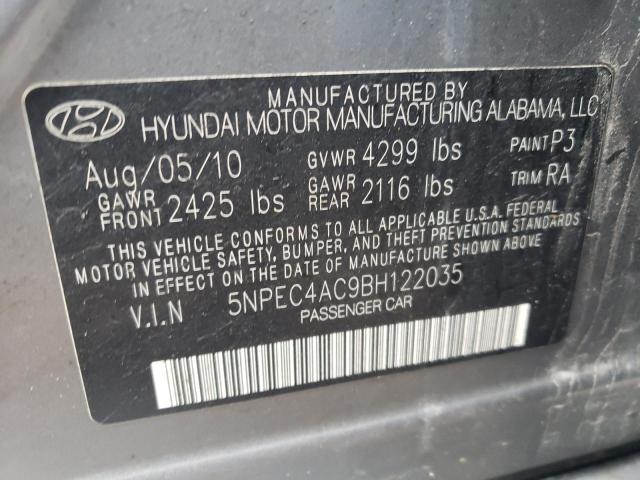 MANUFACTURED BY
HYUNDAI MOTOR MANUFACTURING ALABAMA, LLC
Aug/05/10 GVWR 4299 lbs PAINT P3
GAWR FRONT 2425 lbs GAWR REAR 2116 lbs TRIM RA
THIS VEHICLE CONFORMS TO ALL APPLICABLE U.S.A. FEDERAL
MOTOR VEHICLE SAFETY, BUMPER, AND THEFT PREVENTION STANDARDS
IN EFFECT ON THE DATE OF MANUFACTURE SHOWN ABOVE.
V.I.N 5NPEC4AC9BH122035
PASSENGER CAR